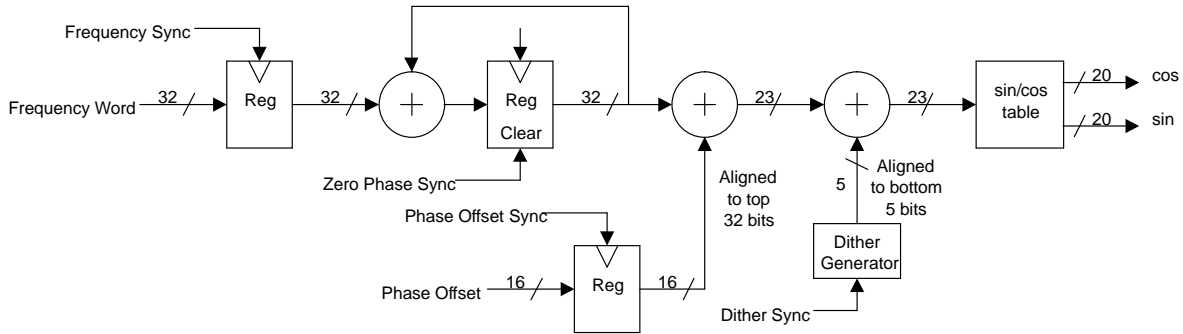 Frequency Sync
Frequency Word
32
Reg
32
Reg
Clear
Zero Phase Sync
32
23
Aligned
to top
32 bits
Phase Offset Sync
Phase Offset
16
Reg
16
23
5
Aligned
to bottom
5 bits
Dither
Generator
Dither Sync
sin/cos
table
20
cos
20
sin